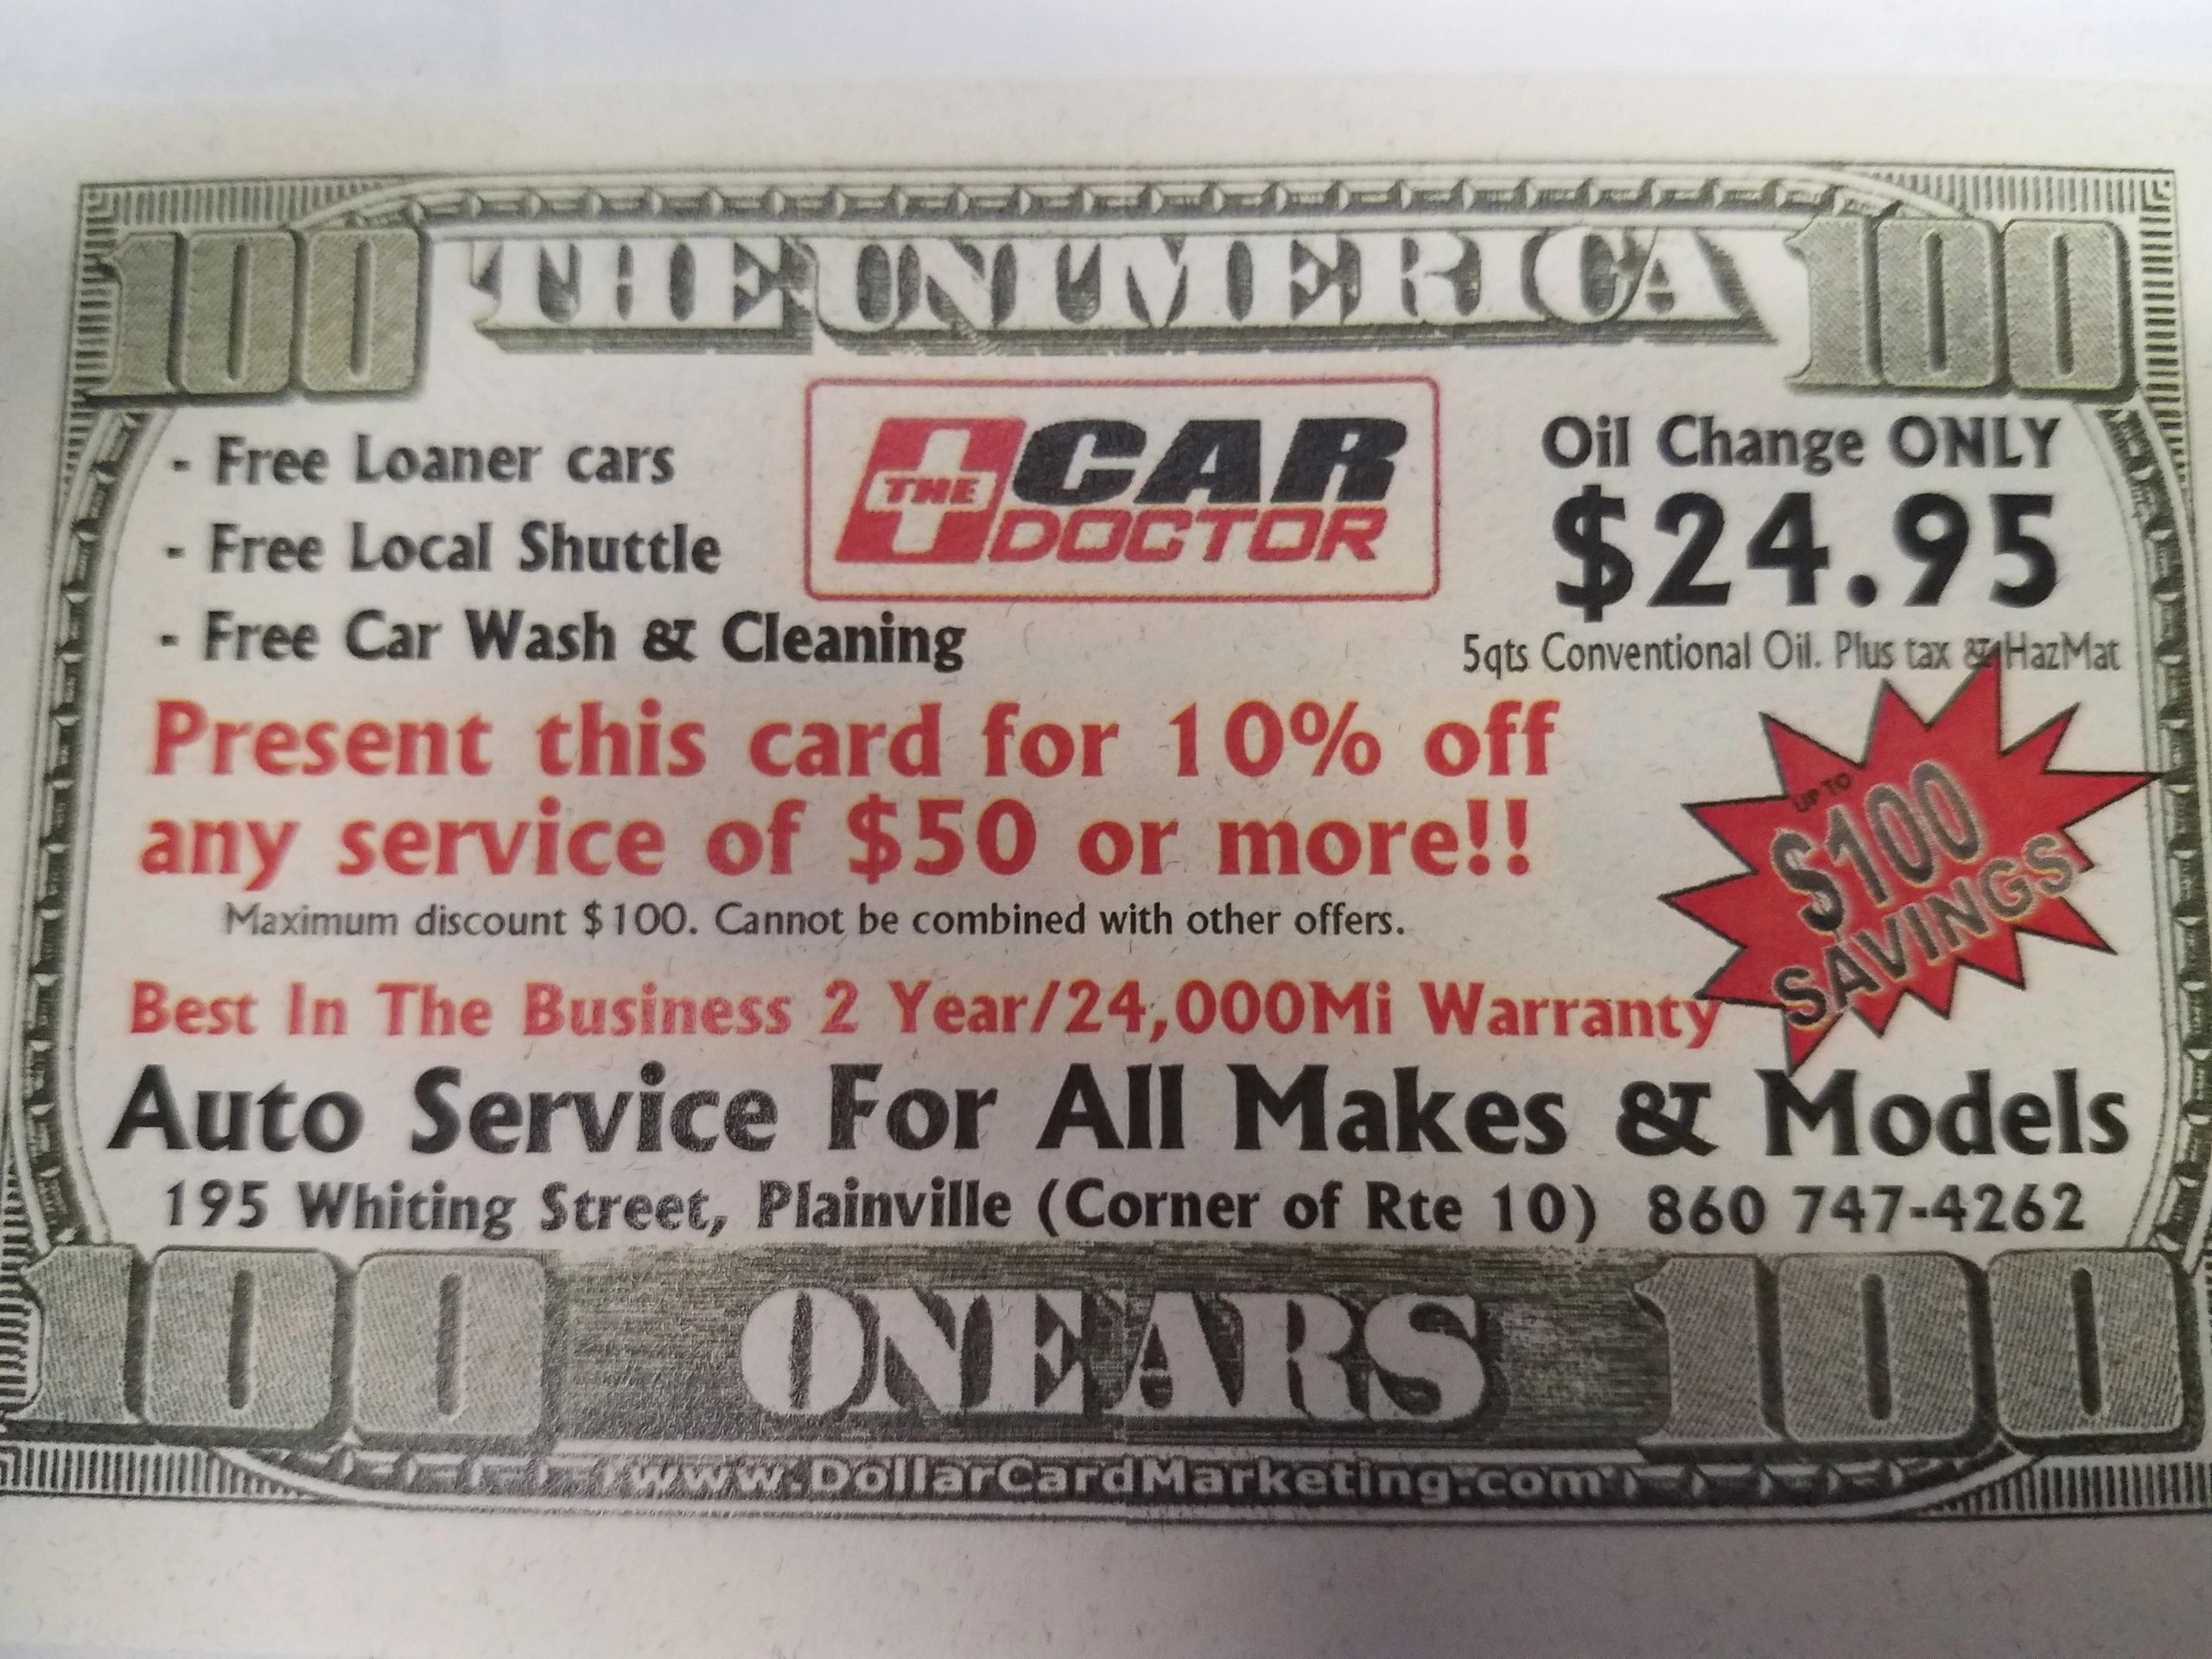 100 THE UNIMERICA 100
- Free Loaner cars
- Free Local Shuttle
- Free Car Wash & Cleaning
THE CAR
DOCTOR
Oil Change ONLY
$24.95
5qts Conventional Oil. Plus tax & HazMat
Present this card for 10% off
any service of $50 or more!!
Maximum discount $100. Cannot be combined with other offers.
UP TO
$100
SAVINGS
Best In The Business 2 Year/24,000Mi Warranty
Auto Service For All Makes & Models
195 Whiting Street, Plainville (Corner of Rte 10) 860 747-4262
100 ONEARS 100
www.DollarCardMarketing.com